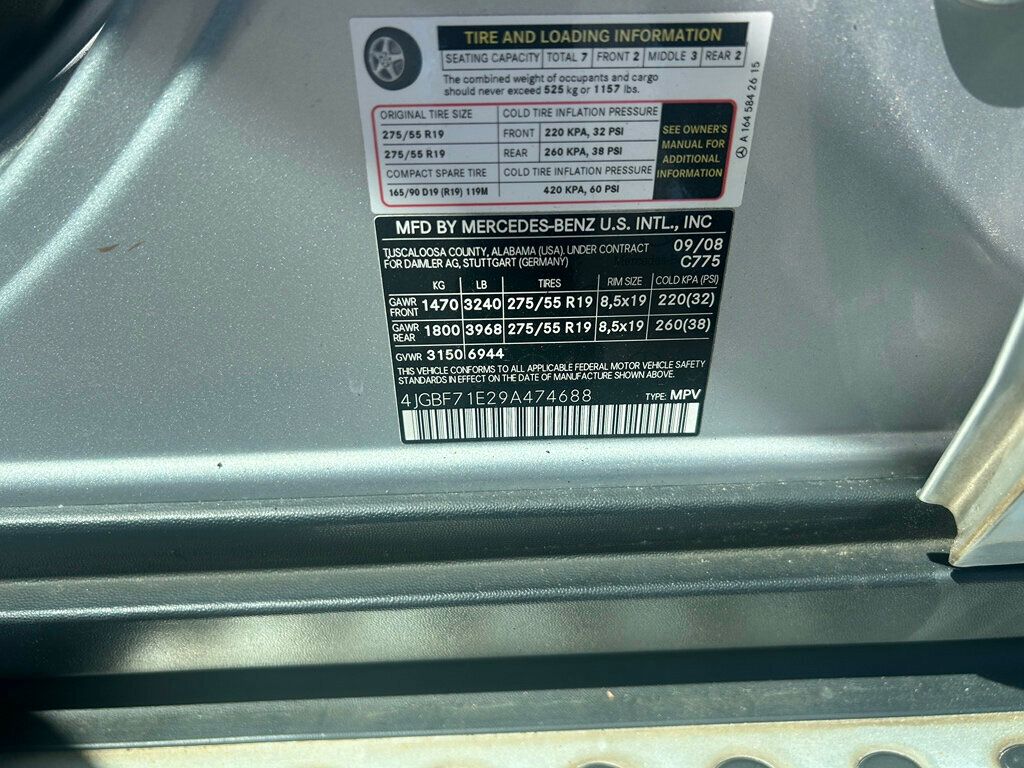 TIRE AND LOADING INFORMATION
SEATING CAPACITY TOTAL 7 FRONT 2 MIDDLE 3 REAR 2
The combined weight of occupants and cargo
should never exceed 525 kg or 1157 lbs.
ORIGINAL TIRE SIZE COLD TIRE INFLATION PRESSURE
275/55 R19 FRONT 220 KPA, 32 PSI
275/55 R19 REAR 260 KPA, 38 PSI
COMPACT SPARE TIRE COLD TIRE INFLATION PRESSURE
165/90 D19 (R19) 119M 420 KPA, 60 PSI
SEE OWNER'S
MANUAL FOR
ADDITIONAL
INFORMATION
A 164 584 26 15
MFD BY MERCEDES-BENZ U.S. INTL., INC
TUSCALOOSA COUNTY, ALABAMA (USA). UNDER CONTRACT 09/08
FOR DAIMLER AG, STUTTGART (GERMANY) C775
KG LB TIRES RIM SIZE COLD KPA (PSI)
GAWR FRONT 1470 3240 275/55 R19 8,5x19 220(32)
GAWR REAR 1800 3968 275/55 R19 8,5x19 260(38)
GVWR 3150 6944
THIS VEHICLE CONFORMS TO ALL APPLICABLE FEDERAL MOTOR VEHICLE SAFETY
STANDARDS IN EFFECT ON THE DATE OF MANUFACTURE SHOWN ABOVE.
4JGBF71E29A474688 TYPE: MPV